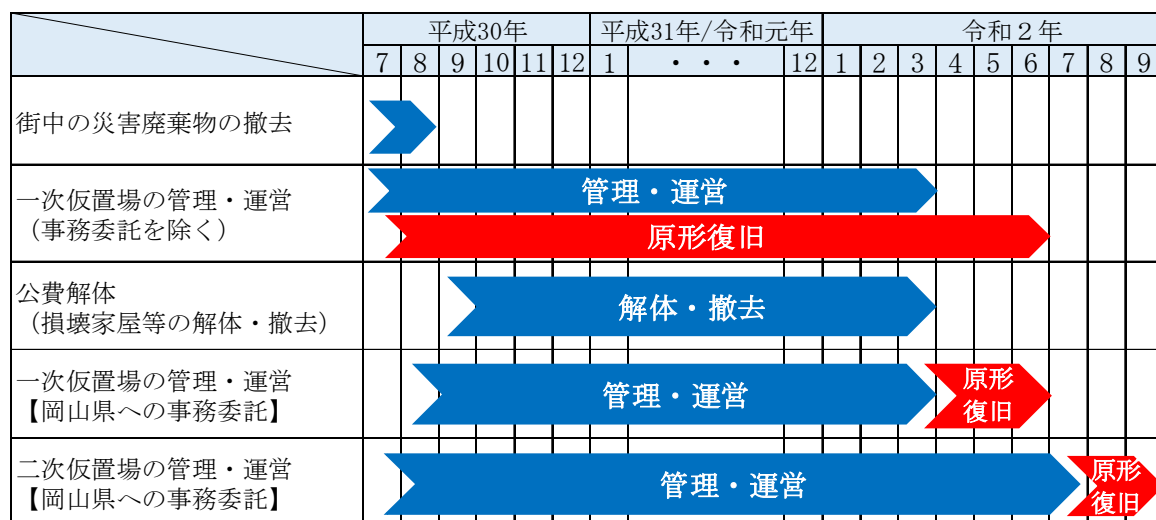 平成30年 平成31年/令和元年 令和２年
7 8 9 10 11 12 1 ・・・ 12 1 2 3 4 5 6 7 8 9
街中の災害廃棄物の撤去
一次仮置場の管理・運営
（事務委託を除く）
管理・運営
原形復旧
公費解体
（損壊家屋等の解体・撤去）
解体・撤去
一次仮置場の管理・運営
【岡山県への事務委託】
管理・運営
原形
復旧
二次仮置場の管理・運営
【岡山県への事務委託】
管理・運営
原形
復旧